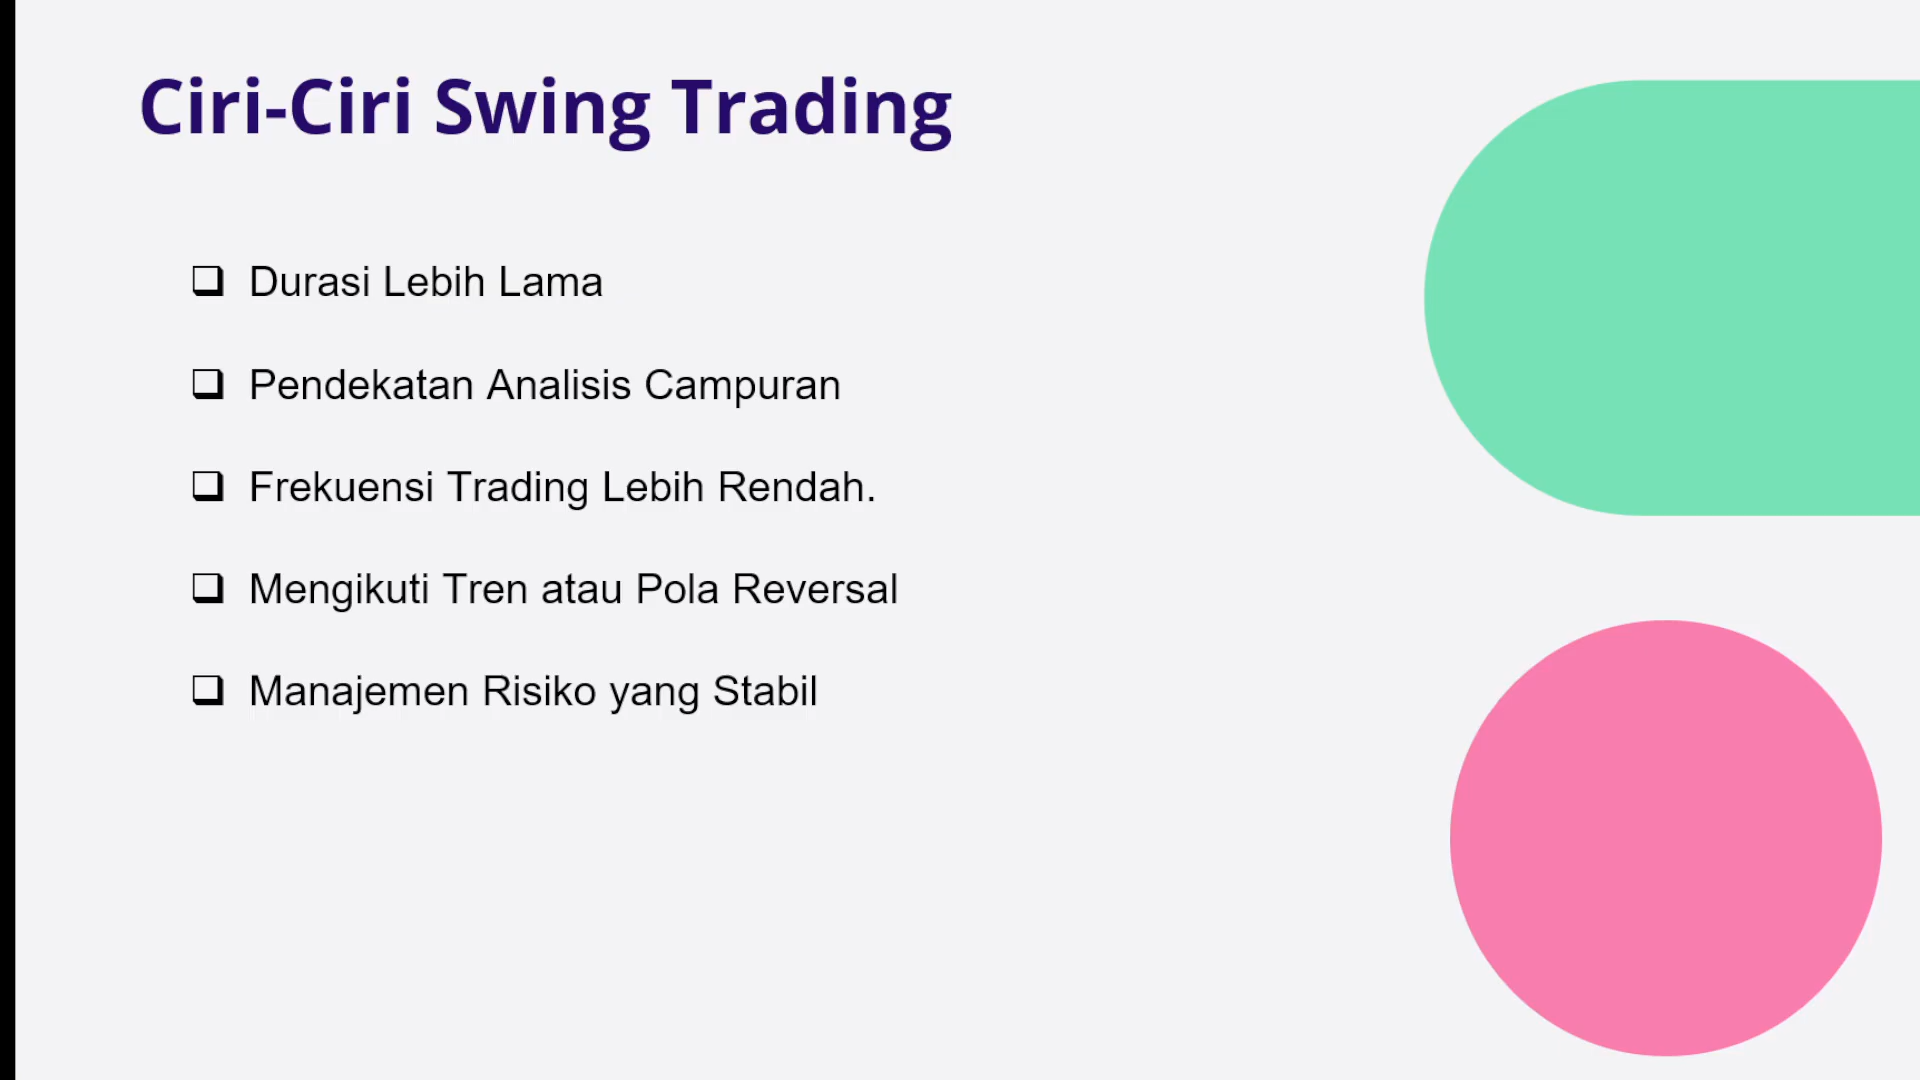 Ciri-Ciri Swing Trading
❑ Durasi Lebih Lama
❑ Pendekatan Analisis Campuran
❑ Frekuensi Trading Lebih Rendah.
❑ Mengikuti Tren atau Pola Reversal
❑ Manajemen Risiko yang Stabil